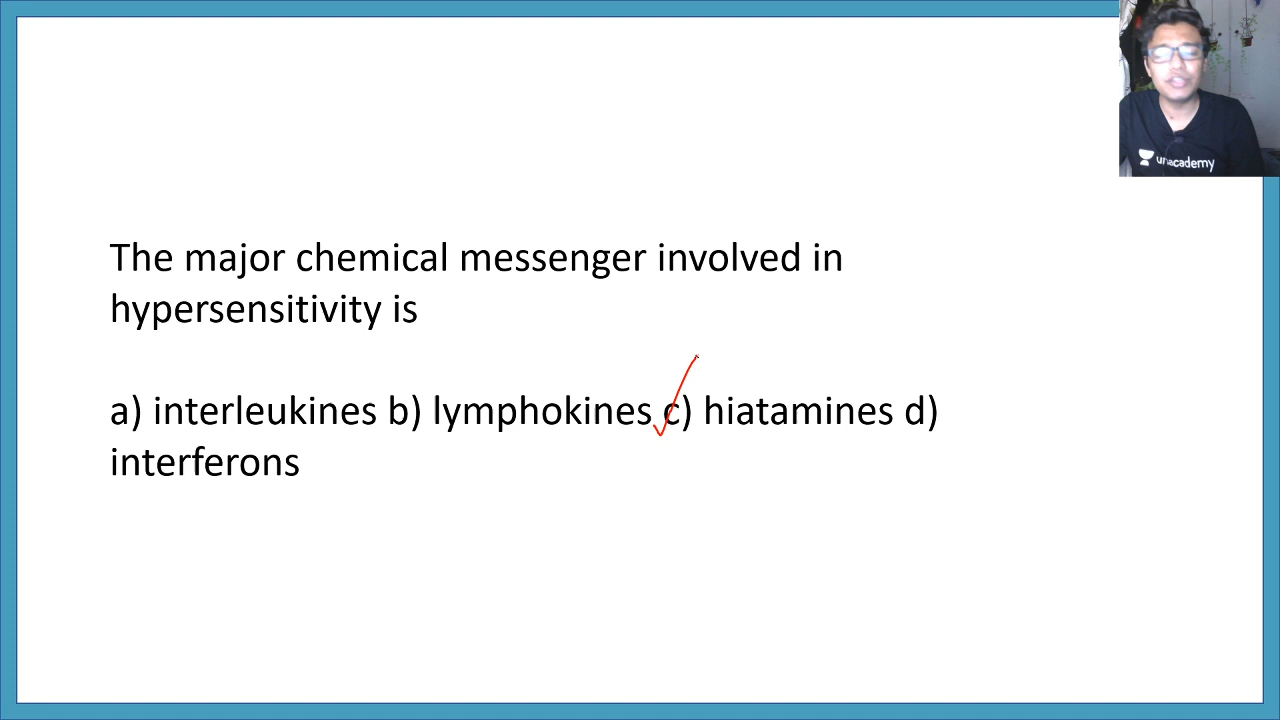 The major chemical messenger involved in
hypersensitivity is
a) interleukines b) lymphokines c) hiatamines d)
interferons
unacademy